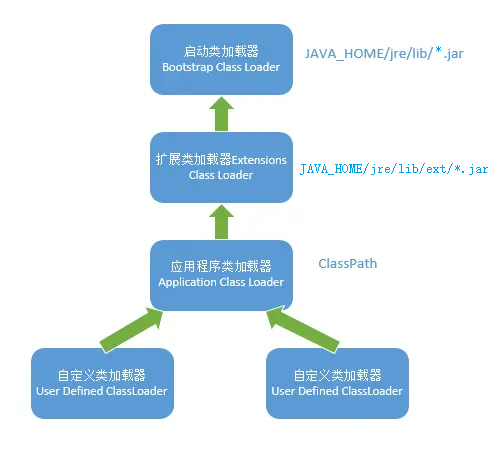 启动类加载器
Bootstrap Class Loader
JAVA_HOME/jre/lib/*.jar
扩展类加载器Extensions
Class Loader
JAVA_HOME/jre/lib/ext/*.jar
应用程序类加载器
Application Class Loader
ClassPath
自定义类加载器
User Defined ClassLoader
自定义类加载器
User Defined ClassLoader